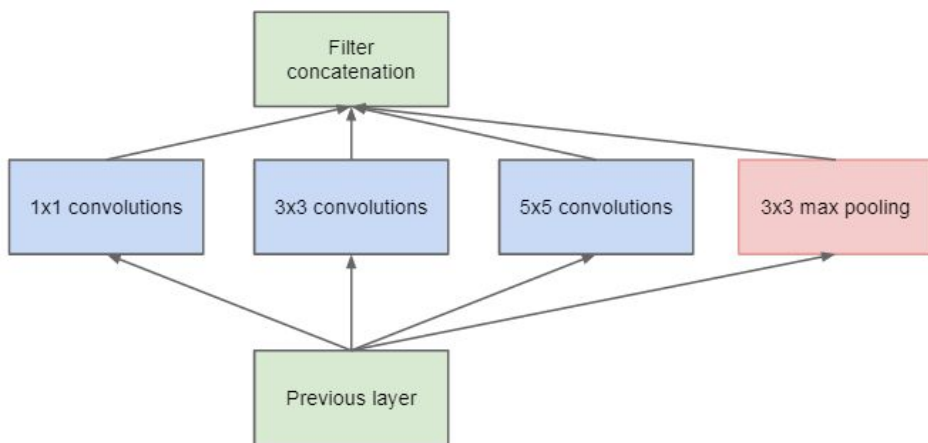 Filter
concatenation
1x1 convolutions
3x3 convolutions
5x5 convolutions
3x3 max pooling
Previous layer